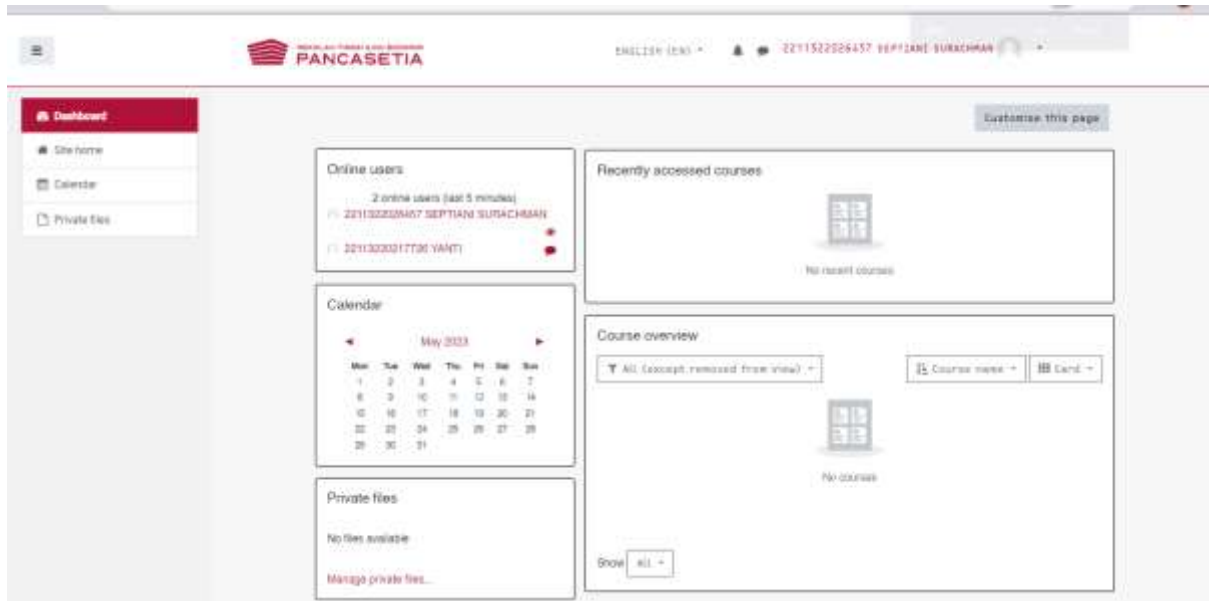 PANCASETIA
ENGLISH (EN)
2211322026457 SEPTIANI SURACHMAN
Dashboard
Site home
Calendar
Private files
Customise this page
Online users
2 online users (last 5 minutes)
2211322026457 SEPTIANI SURACHMAN
YANTI
Calendar
May 2023
Mon Tue Wed Thu Fri Sat Sun
1 2 3 4 5 6 7
8 9 10 11 12 13 14
15 16 17 18 19 20 21
22 23 24 25 26 27 28
29 30 31
Private files
No files available
Manage private files...
Recently accessed courses
No recent courses
Course overview
All (except removed from view)
Course name
Card
No courses
Show All